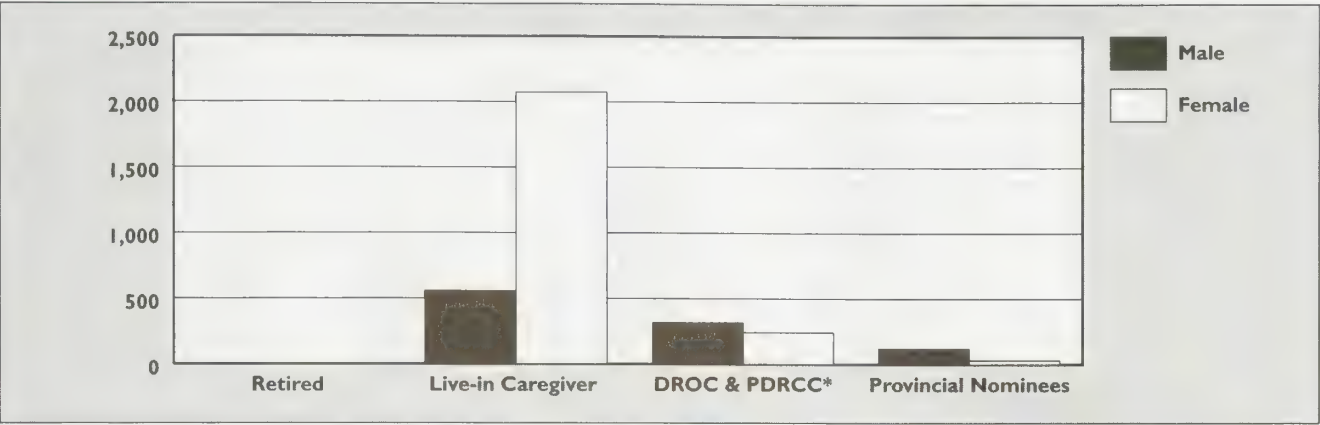 2,500
2,000
1,500
1,000
500
0
Retired
Live-in Caregiver
DROC & PDRCC*
Provincial Nominees
Male
Female